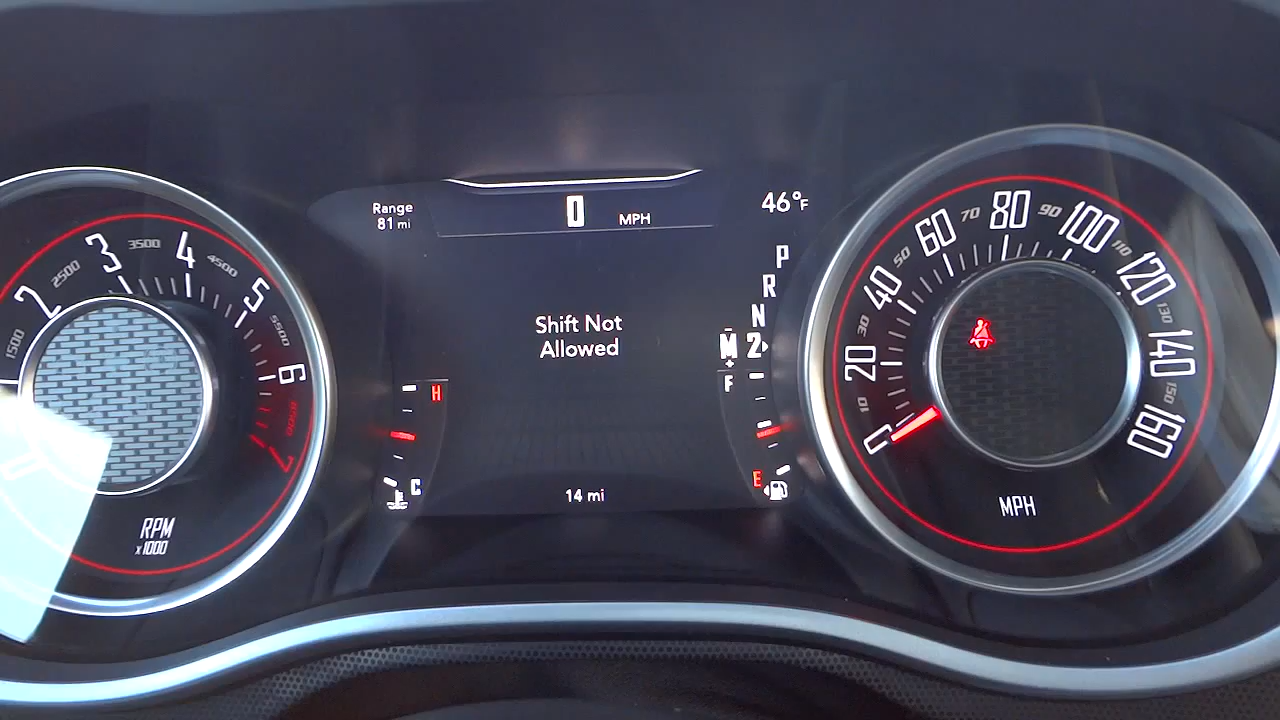 Range
81 mi
0 MPH
46°F
P
R
N
M 2
- +
F
Shift Not
Allowed
H
C
E
14 mi
1500 2 2500 3 3500 4 4500 5 5500 6 6500 7
RPM
x1000
0 10 20 30 40 50 60 70 80 90 100 110 120 130 140 150 160
MPH